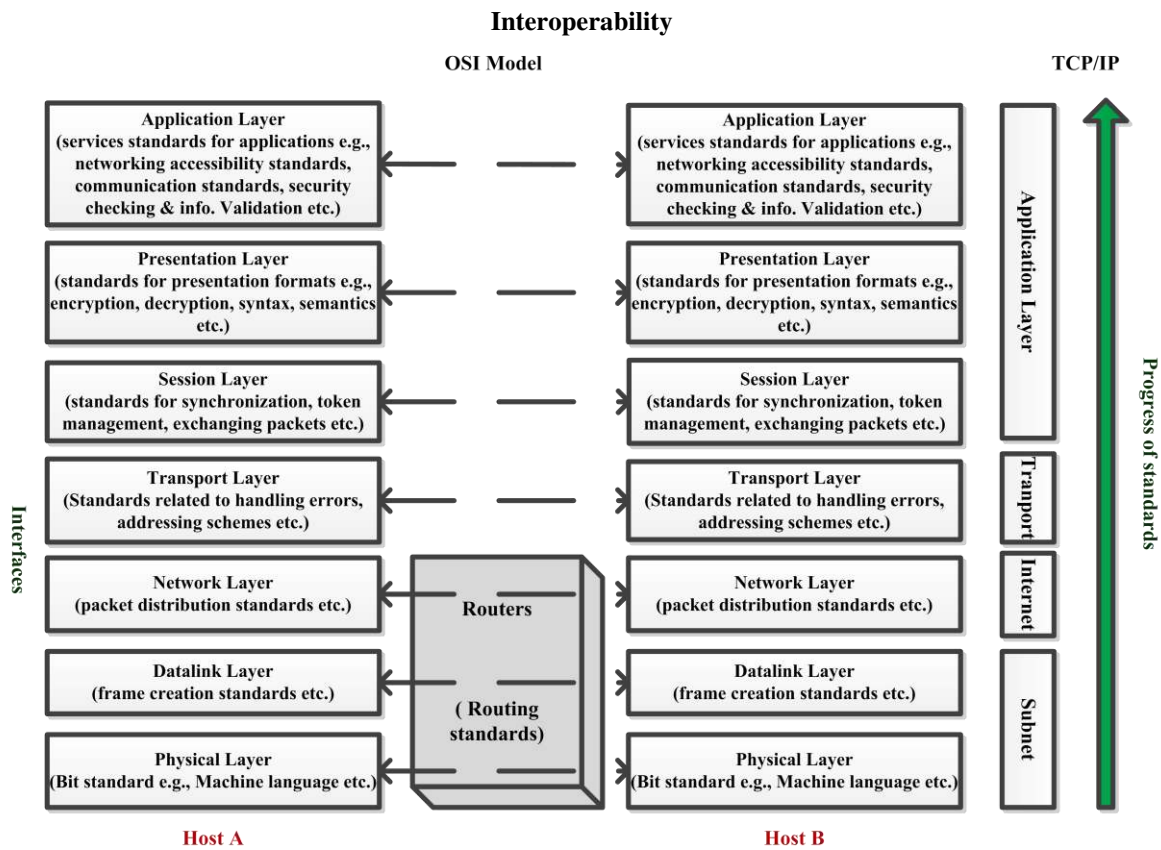 Interoperability
OSI Model
TCP/IP
Application Layer
(services standards for applications e.g.,
networking accessibility standards,
communication standards, security
checking & info. Validation etc.)
Application Layer
(services standards for applications e.g.,
networking accessibility standards,
communication standards, security
checking & info. Validation etc.)
Presentation Layer
(standards for presentation formats e.g.,
encryption, decryption, syntax, semantics
etc.)
Presentation Layer
(standards for presentation formats e.g.,
encryption, decryption, syntax, semantics
etc.)
Session Layer
(standards for synchronization, token
management, exchanging packets etc.)
Session Layer
(standards for synchronization, token
management, exchanging packets etc.)
Application Layer
Transport Layer
(Standards related to handling errors,
addressing schemes etc.)
Transport Layer
(Standards related to handling errors,
addressing schemes etc.)
Tranport
Progress of standards
Interfaces
Network Layer
(packet distribution standards etc.)
Routers
Network Layer
(packet distribution standards etc.)
Internet
Datalink Layer
(frame creation standards etc.)
( Routing
standards)
Datalink Layer
(frame creation standards etc.)
Subnet
Physical Layer
(Bit standard e.g., Machine language etc.)
Physical Layer
(Bit standard e.g., Machine language etc.)
Host A
Host B